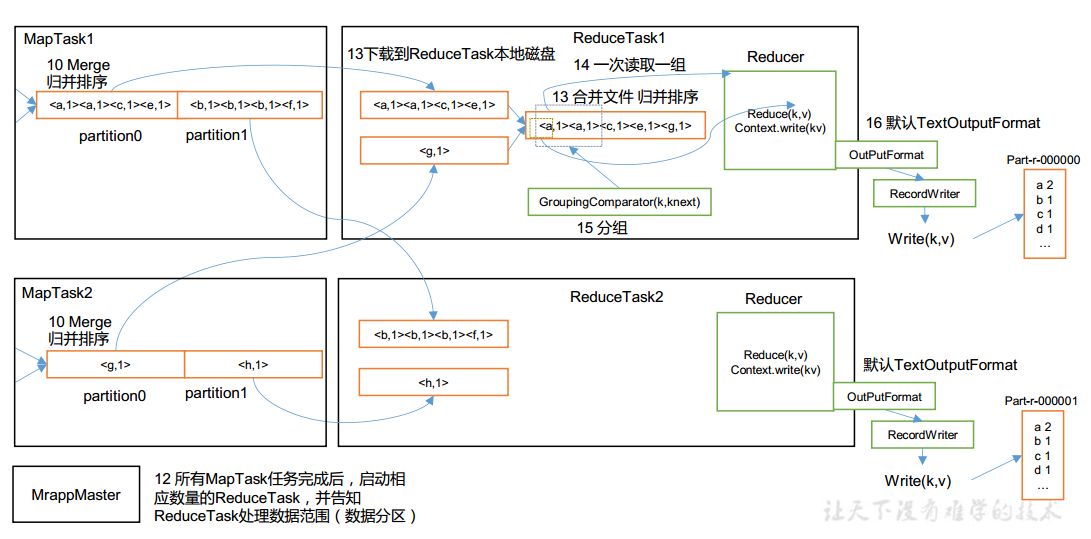 MapTask1
10 Merge
归并排序
<a,1><a,1><c,1><e,1>
<b,1><b,1><b,1><f,1>
partition0
partition1
ReduceTask1
13下载到ReduceTask本地磁盘
14 一次读取一组
Reducer
<a,1><a,1><c,1><e,1>
13 合并文件 归并排序
<a,1><a,1><c,1><e,1><g,1>
<g,1>
Reduce(k,v)
Context.write(kv)
GroupingComparator(k,knext)
15 分组
16 默认TextOutputFormat
OutPutFormat
RecordWriter
Write(k,v)
Part-r-000000
a 2
b 1
c 1
d 1
...
MapTask2
10 Merge
归并排序
<g,1>
<h,1>
partition0
partition1
ReduceTask2
Reducer
<b,1><b,1><b,1><f,1>
<h,1>
Reduce(k,v)
Context.write(kv)
默认TextOutputFormat
OutPutFormat
RecordWriter
Write(k,v)
Part-r-000001
a 2
b 1
c 1
d 1
...
MrappMaster
12 所有MapTask任务完成后，启动相
应数量的ReduceTask，并告知
ReduceTask处理数据范围（数据分区）
让天下没有难学的技术